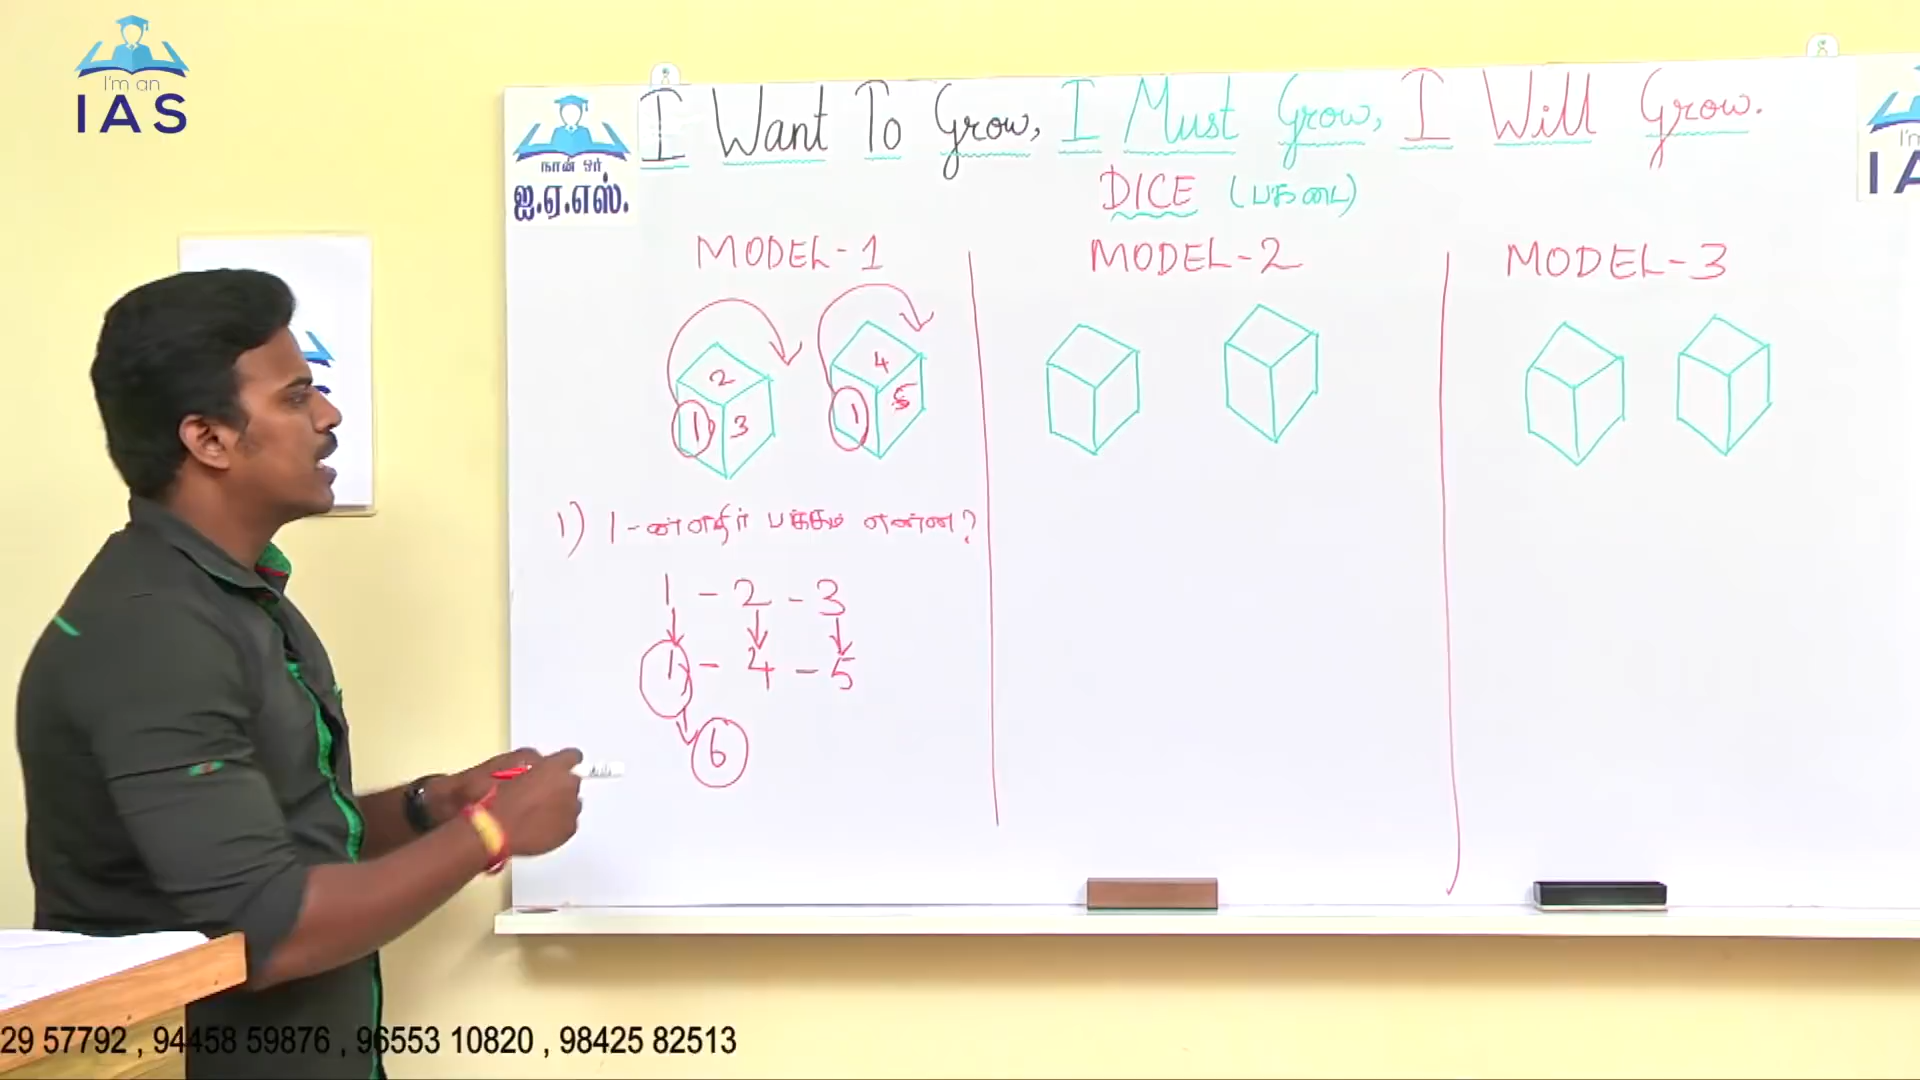 I'm an
IAS
நான் ஓர்
ஐ.ஏ.எஸ்.
I Want To Grow, I Must Grow, I Will Grow.
I'm
IA
DICE (பகடை)
MODEL-1
MODEL-2
MODEL-3
2
1 3
4
1 5
1) 1-ன் எதிர் பக்கம் என்ன?
1 - 2 - 3
1 - 4 - 5
6
29 57792 , 94458 59876 , 96553 10820 , 98425 82513